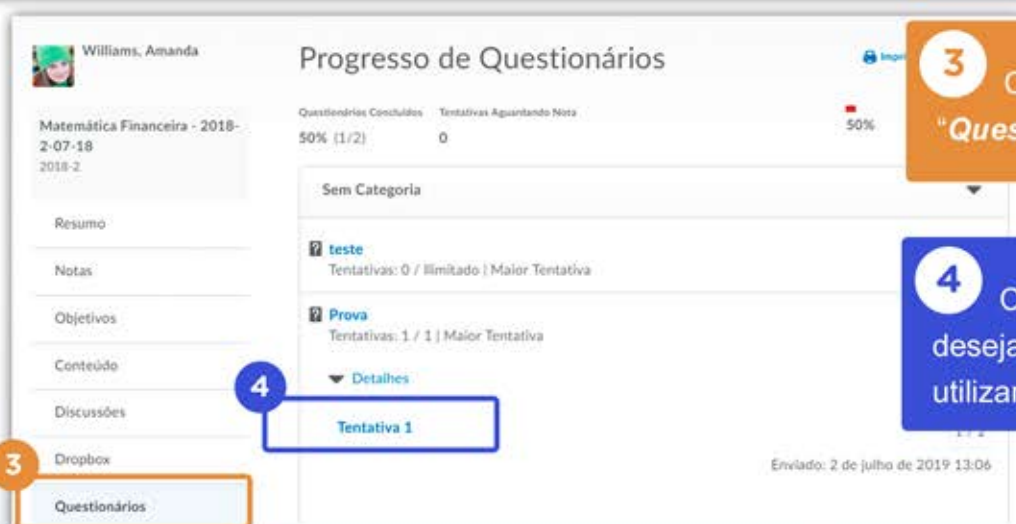 Williams, Amanda
Matemática Financeira - 2018-
2-07-18
2018-2
Resumo
Notas
Objetivos
Conteúdo
Discussões
Dropbox
3
Questionários
Progresso de Questionários
Questionários Concluídos Tentativas Aguardando Nota
50% (1/2) 0
50%
Sem Categoria
teste
Tentativas: 0 / Ilimitado | Maior Tentativa
Prova
Tentativas: 1 / 1 | Maior Tentativa
Detalhes
4
Tentativa 1
Enviado: 2 de julho de 2019 13:06
3
"Ques
4
deseja
utilizar